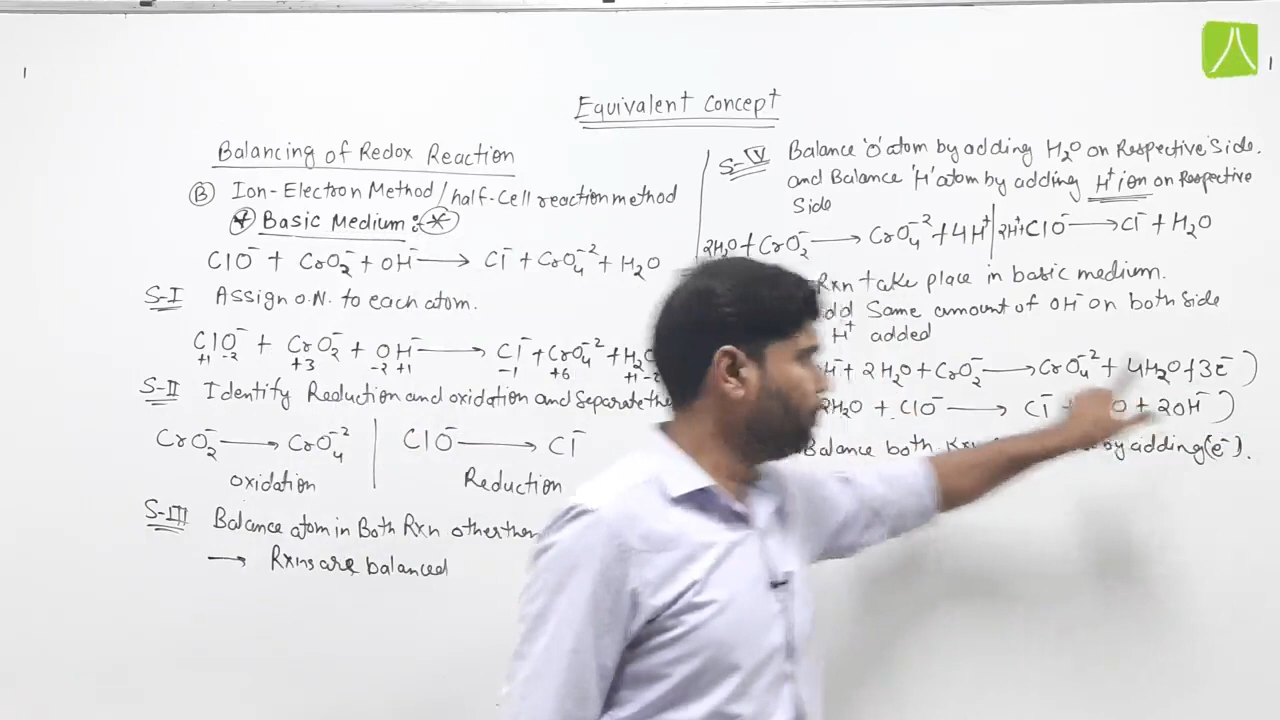 Equivalent Concept
Balancing of Redox Reaction
Ⓑ Ion-Electron Method / half-Cell reaction method
* Basic Medium: *
ClO⁻ + CrO₂⁻ + OH⁻ ⟶ Cl⁻ + CrO₄⁻² + H₂O
S-I Assign O.N. to each atom.
ClO⁻ + CrO₂⁻ + OH⁻ ⟶ Cl⁻ + CrO₄⁻² + H₂
+1 -2 +3 -2 +1 -1 +6 +1 -2
S-II Identify Reduction and oxidation and Separate the
CrO₂⁻ ⟶ CrO₄⁻² | ClO⁻ ⟶ Cl⁻
oxidation Reduction
S-III Balance atom in Both Rxn other then
⟶ Rxns are balanced
S-IV Balance 'O' atom by adding H₂O on Respective Side.
and Balance 'H' atom by adding H⁺ ion on Respective
Side
2H₂O + CrO₂⁻ ⟶ CrO₄⁻² + 4H⁺ | 2H⁺ + ClO⁻ ⟶ Cl⁻ + H₂O
Rxn take place in basic medium.
dd Same amount of OH⁻ on both Side
H⁺ added
H⁻ + 2H₂O + CrO₂⁻ ⟶ CrO₄⁻² + 4H₂O + 3e⁻)
2H₂O + ClO⁻ ⟶ Cl⁻ + O + 2OH⁻)
Balance both Rxn by adding (e⁻).